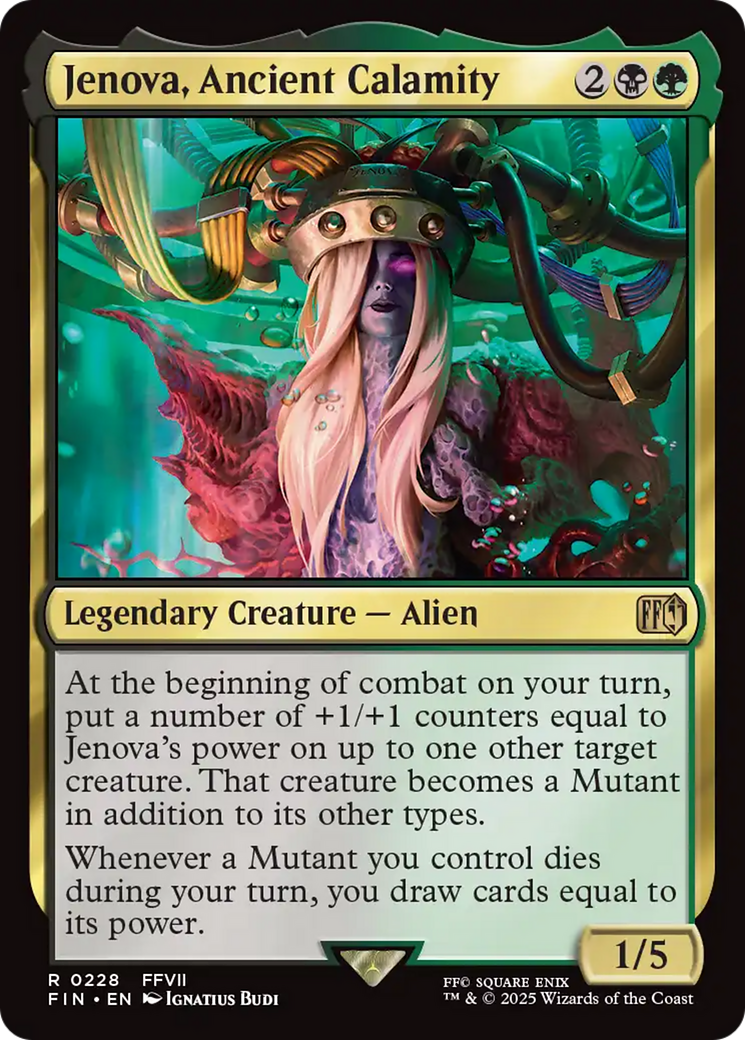 Jenova, Ancient Calamity 2
JENOVA
Legendary Creature — Alien FF
At the beginning of combat on your turn,
put a number of +1/+1 counters equal to
Jenova's power on up to one other target
creature. That creature becomes a Mutant
in addition to its other types.
Whenever a Mutant you control dies
during your turn, you draw cards equal to
its power.
1/5
R 0228 FFVII
FIN • EN Ignatius Budi
FF© SQUARE ENIX
™ & © 2025 Wizards of the Coast